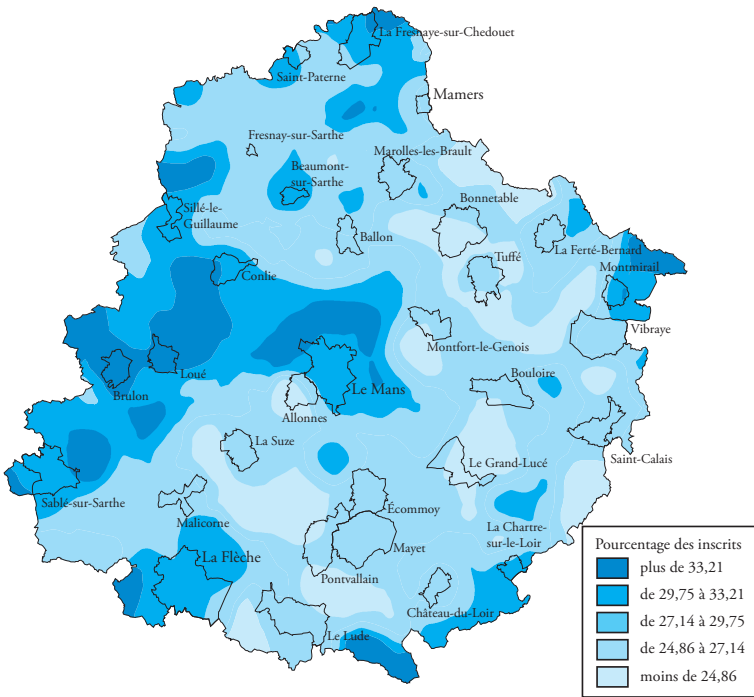 La Fresnaye-sur-Chedouet
Saint-Paterne
Mamers
Fresnay-sur-Sarthe
Marolles-les-Brault
Beaumont-
sur-Sarthe
Bonnetable
Sillé-le-
Guillaume
Ballon
La Ferté-Bernard
Tuffé
Montmirail
Conlie
Vibraye
Montfort-le-Genois
Loué
Bouloire
Brulon
Le Mans
Allonnes
La Suze
Saint-Calais
Le Grand-Lucé
Sablé-sur-Sarthe
Écommoy
Malicorne
La Chartre-
sur-le-Loir
Mayet
La Flèche
Pontvallain
Château-du-Loir
Le Lude
Pourcentage des inscrits
plus de 33,21
de 29,75 à 33,21
de 27,14 à 29,75
de 24,86 à 27,14
moins de 24,86